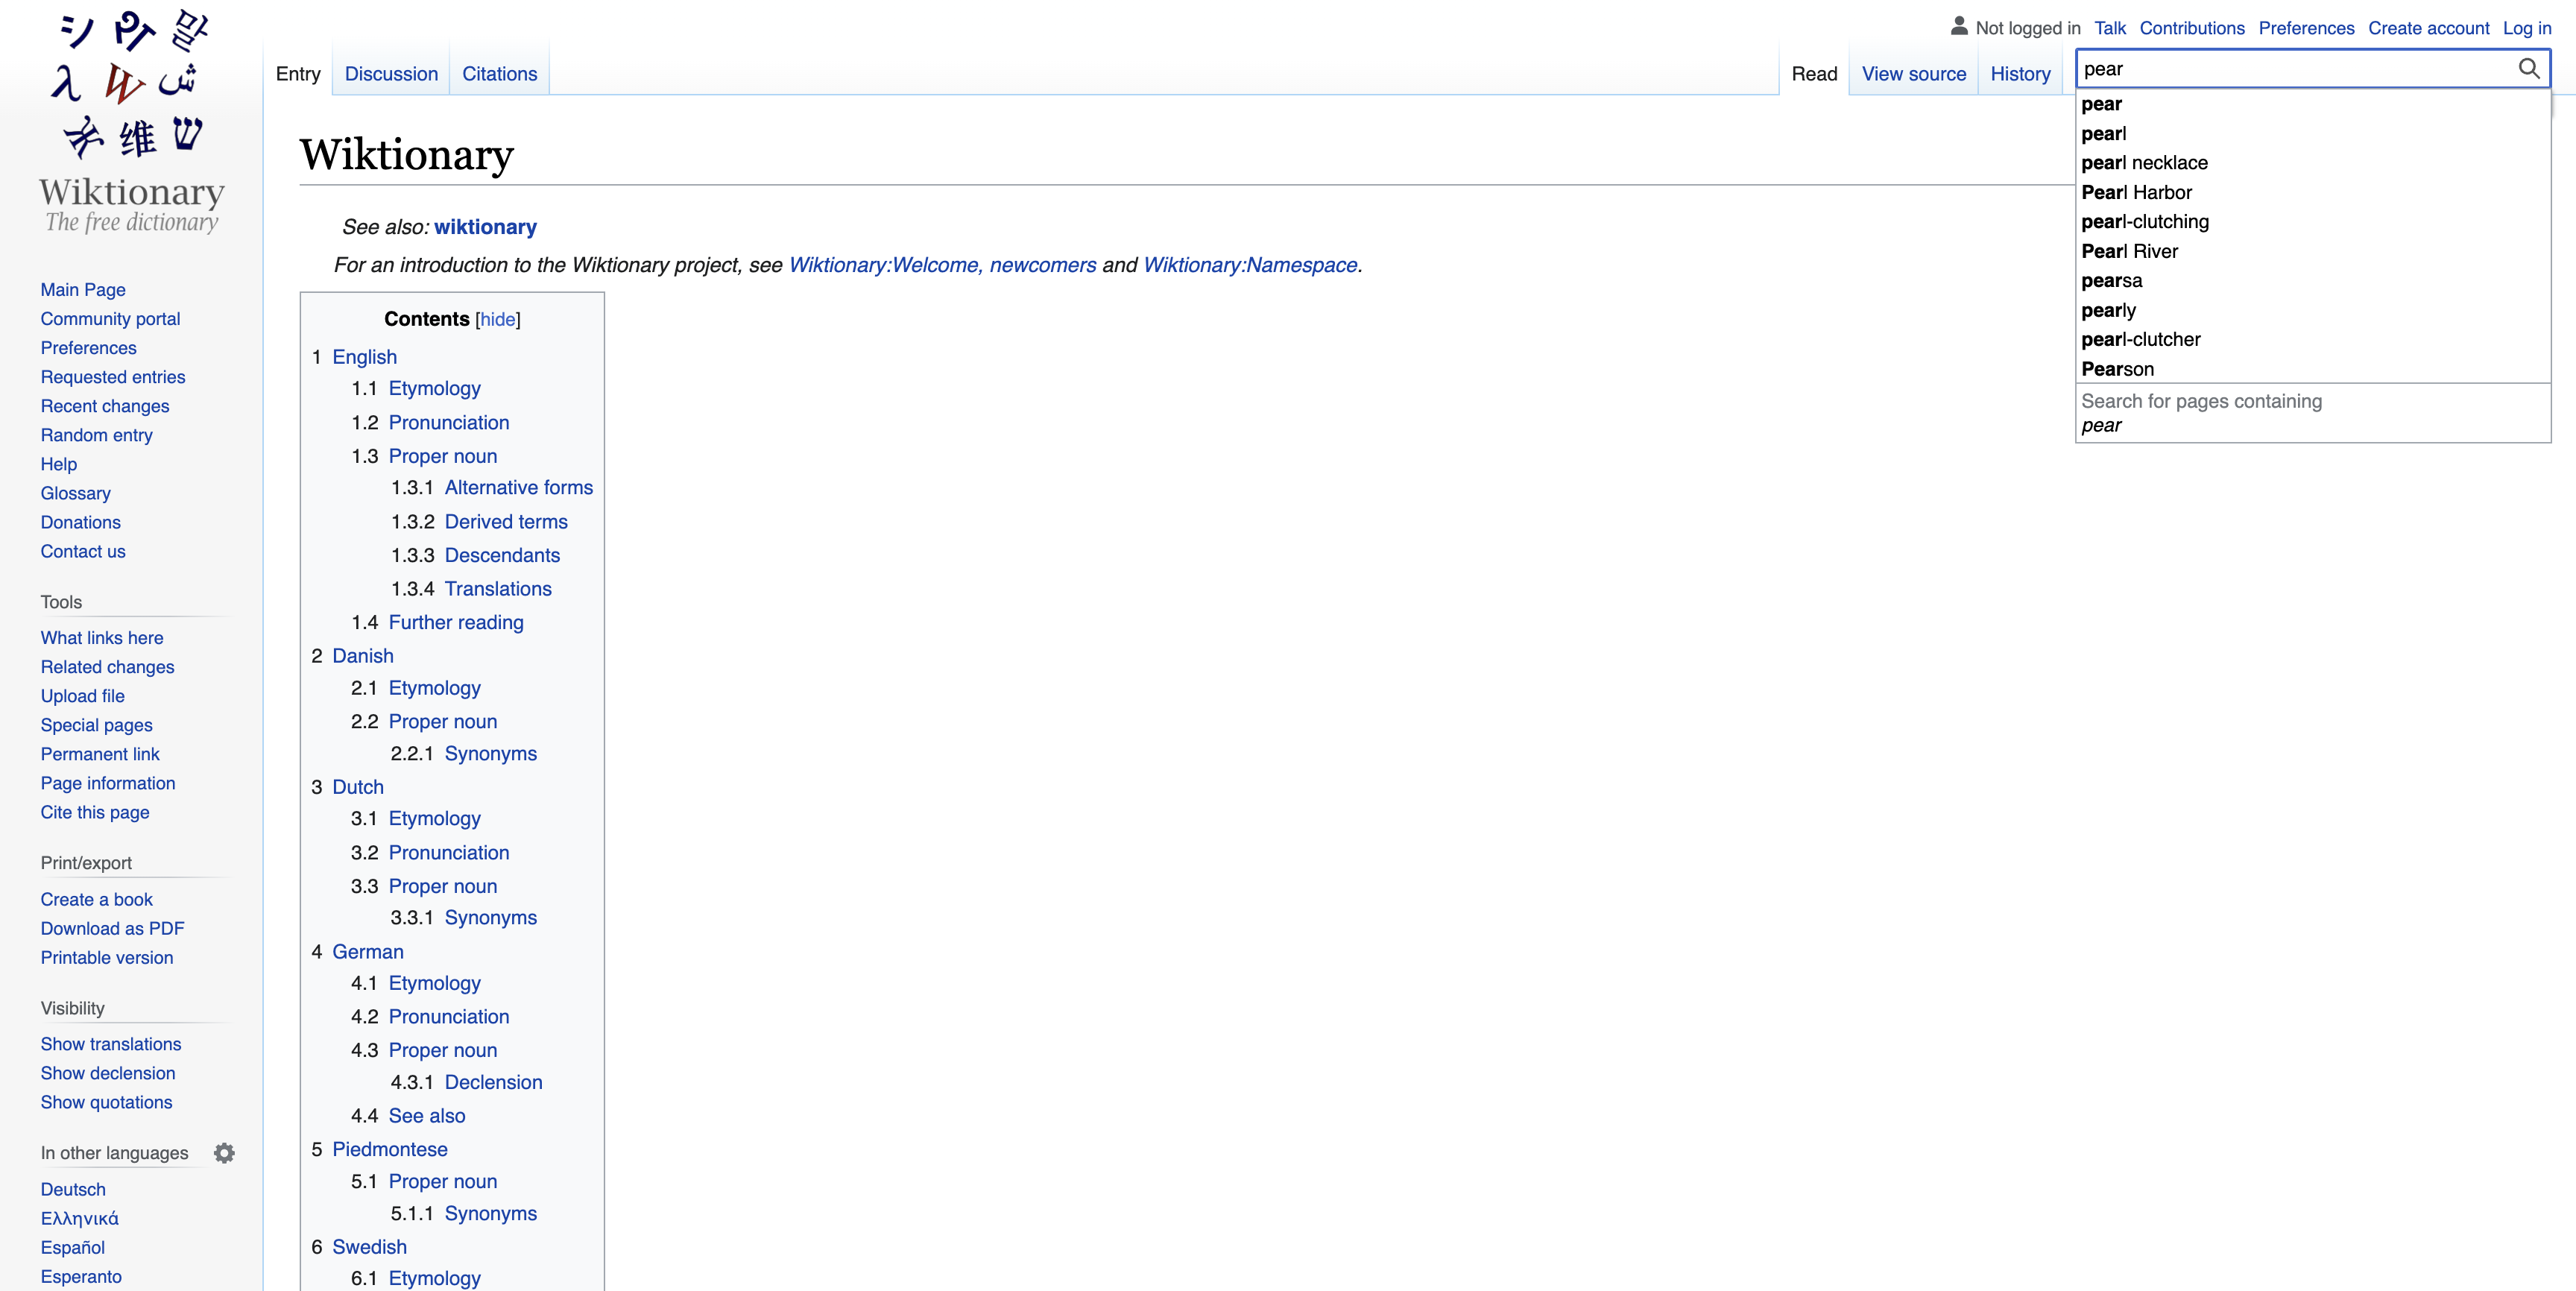 Wiktionary
The free dictionary
Main Page
Community portal
Preferences
Requested entries
Recent changes
Random entry
Help
Glossary
Donations
Contact us
Tools
What links here
Related changes
Upload file
Special pages
Permanent link
Page information
Cite this page
Print/export
Create a book
Download as PDF
Printable version
Visibility
Show translations
Show declension
Show quotations
In other languages
Deutsch
Ελληνικά
Español
Esperanto
Not logged in Talk Contributions Preferences Create account Log in
Entry Discussion Citations Read View source History pear
pear
pearl
pearl necklace
Pearl Harbor
pearl-clutching
Pearl River
pearsa
pearly
pearl-clutcher
Pearson
Search for pages containing
pear
Wiktionary
See also: wiktionary
For an introduction to the Wiktionary project, see Wiktionary:Welcome, newcomers and Wiktionary:Namespace.
Contents [hide]
1 English
1.1 Etymology
1.2 Pronunciation
1.3 Proper noun
1.3.1 Alternative forms
1.3.2 Derived terms
1.3.3 Descendants
1.3.4 Translations
1.4 Further reading
2 Danish
2.1 Etymology
2.2 Proper noun
2.2.1 Synonyms
3 Dutch
3.1 Etymology
3.2 Pronunciation
3.3 Proper noun
3.3.1 Synonyms
4 German
4.1 Etymology
4.2 Pronunciation
4.3 Proper noun
4.3.1 Declension
4.4 See also
5 Piedmontese
5.1 Proper noun
5.1.1 Synonyms
6 Swedish
6.1 Etymology